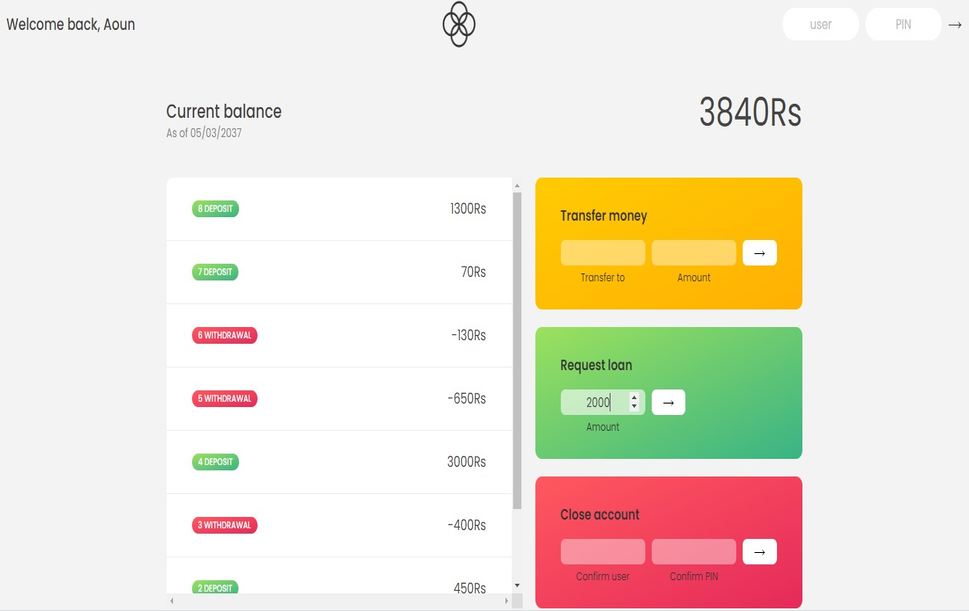 Welcome back, Aoun
user
PIN
→
Current balance
As of 05/03/2037
3840Rs
8 DEPOSIT 1300Rs
7 DEPOSIT 70Rs
6 WITHDRAWAL -130Rs
5 WITHDRAWAL -650Rs
4 DEPOSIT 3000Rs
3 WITHDRAWAL -400Rs
2 DEPOSIT 450Rs
Transfer money
→
Transfer to Amount
Request loan
2000 →
Amount
Close account
→
Confirm user Confirm PIN